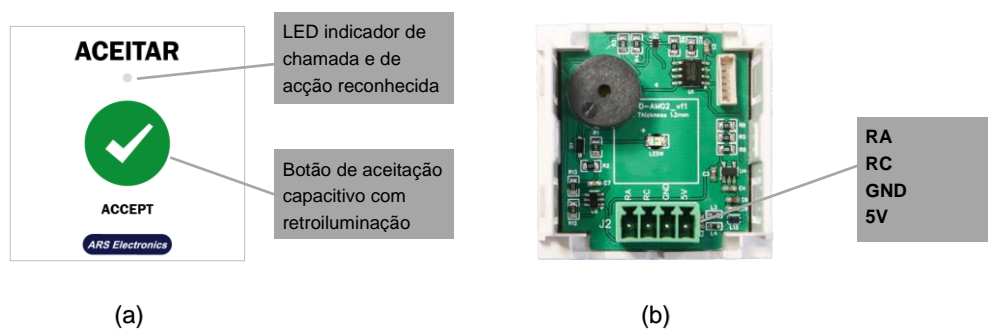 ACEITAR
ACCEPT
ARS Electronics
LED indicador de
chamada e de
acção reconhecida
Botão de aceitação
capacitivo com
retroiluminação
Thickness 1.2mm
RA
RC
GND
5V
J2
RA
RC
GND
5V
(a)
(b)